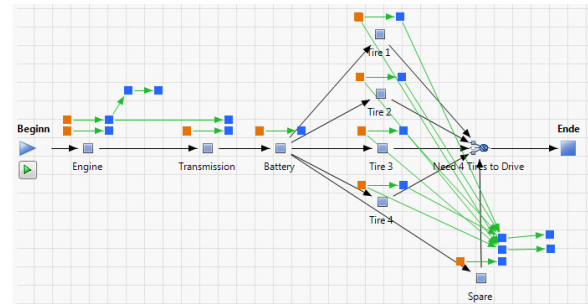 Tire 1
Tire 2
Beginn
Ende
Engine
Transmission
Battery
Tire 3
Need 4 Tires to Drive
Tire 4
Spare